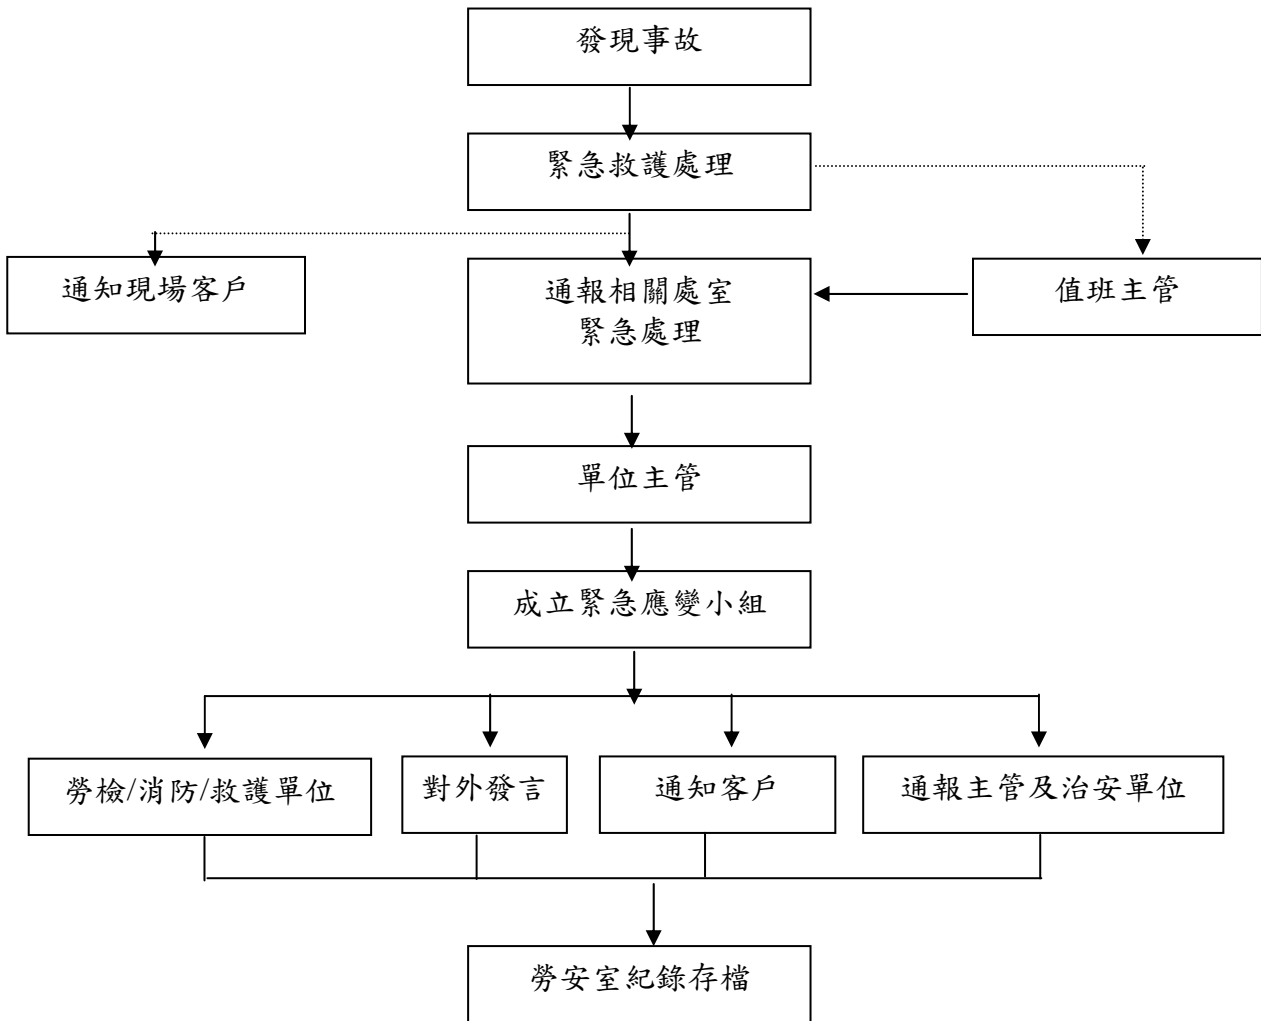 發現事故
緊急救護處理
通知現場客戶
通報相關處室
緊急處理
值班主管
單位主管
成立緊急應變小組
勞檢/消防/救護單位
對外發言
通知客戶
通報主管及治安單位
勞安室紀錄存檔